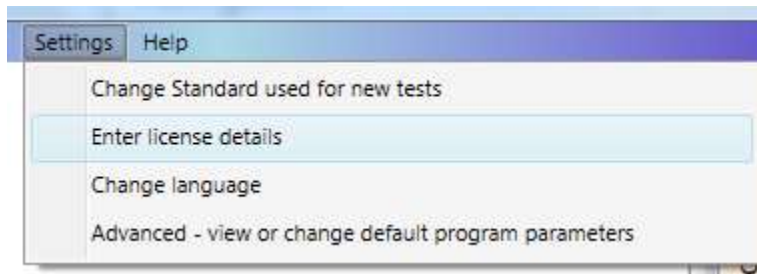 Settings Help
Change Standard used for new tests
Enter license details
Change language
Advanced - view or change default program parameters